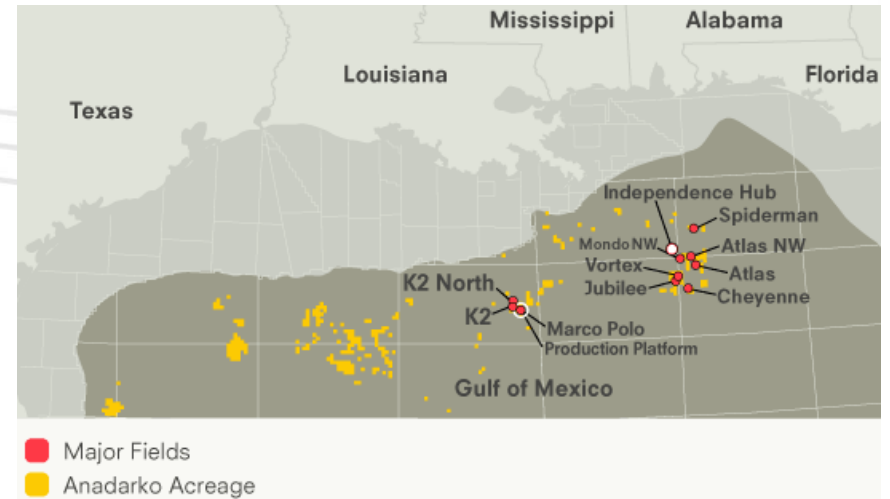 Mississippi
Alabama
Louisiana
Florida
Texas
Independence Hub
Spiderman
Mondo NW
Atlas NW
Vortex
Atlas
K2 North
Jubilee
Cheyenne
K2
Marco Polo
Production Platform
Gulf of Mexico
Major Fields
Anadarko Acreage